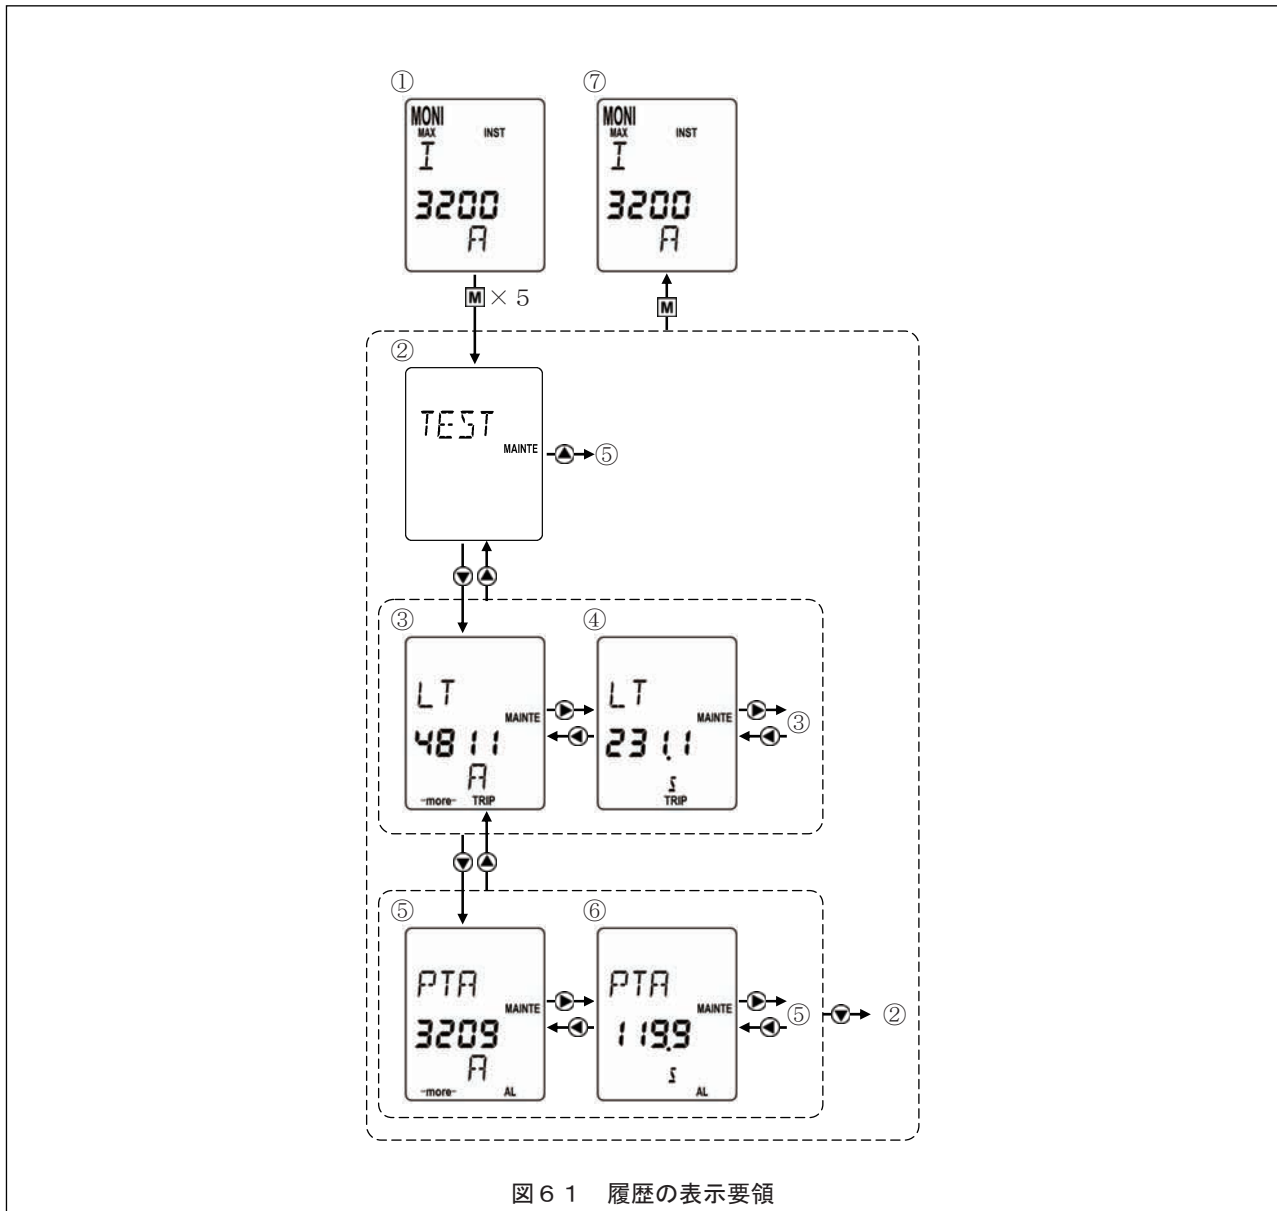 ①
MONI
MAX INST
I
3200
A
⑦
MONI
MAX INST
I
3200
A
M × 5
M
②
TEST
MAINTE
⑤
③
LT
MAINTE
4811
A
-more- TRIP
④
LT
MAINTE
231.1
s
TRIP
③
⑤
PTA
MAINTE
3209
A
-more- AL
⑥
PTA
MAINTE
119.9
s
AL
⑤
②
図61 履歴の表示要領